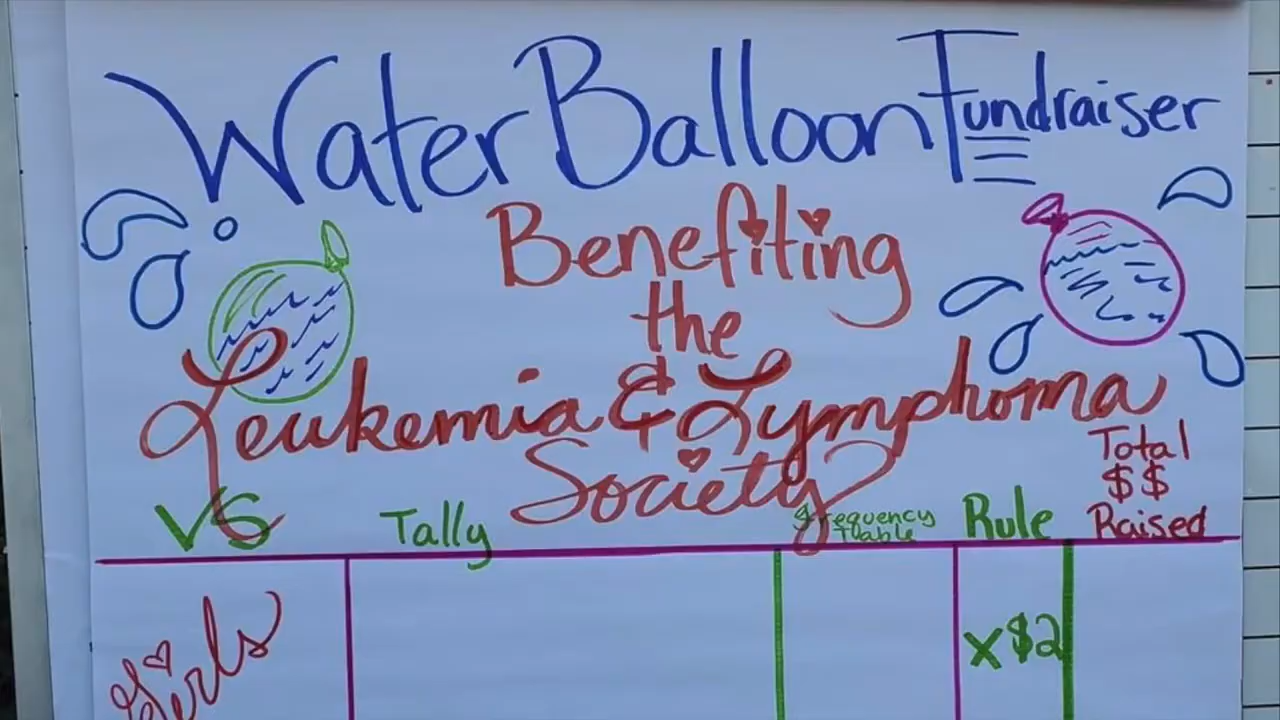 Water Balloon Fundraiser
Benefiting
the
Leukemia & Lymphoma
Society
VS Tally Frequency Table Rule Total $$ Raised
Girls x$2